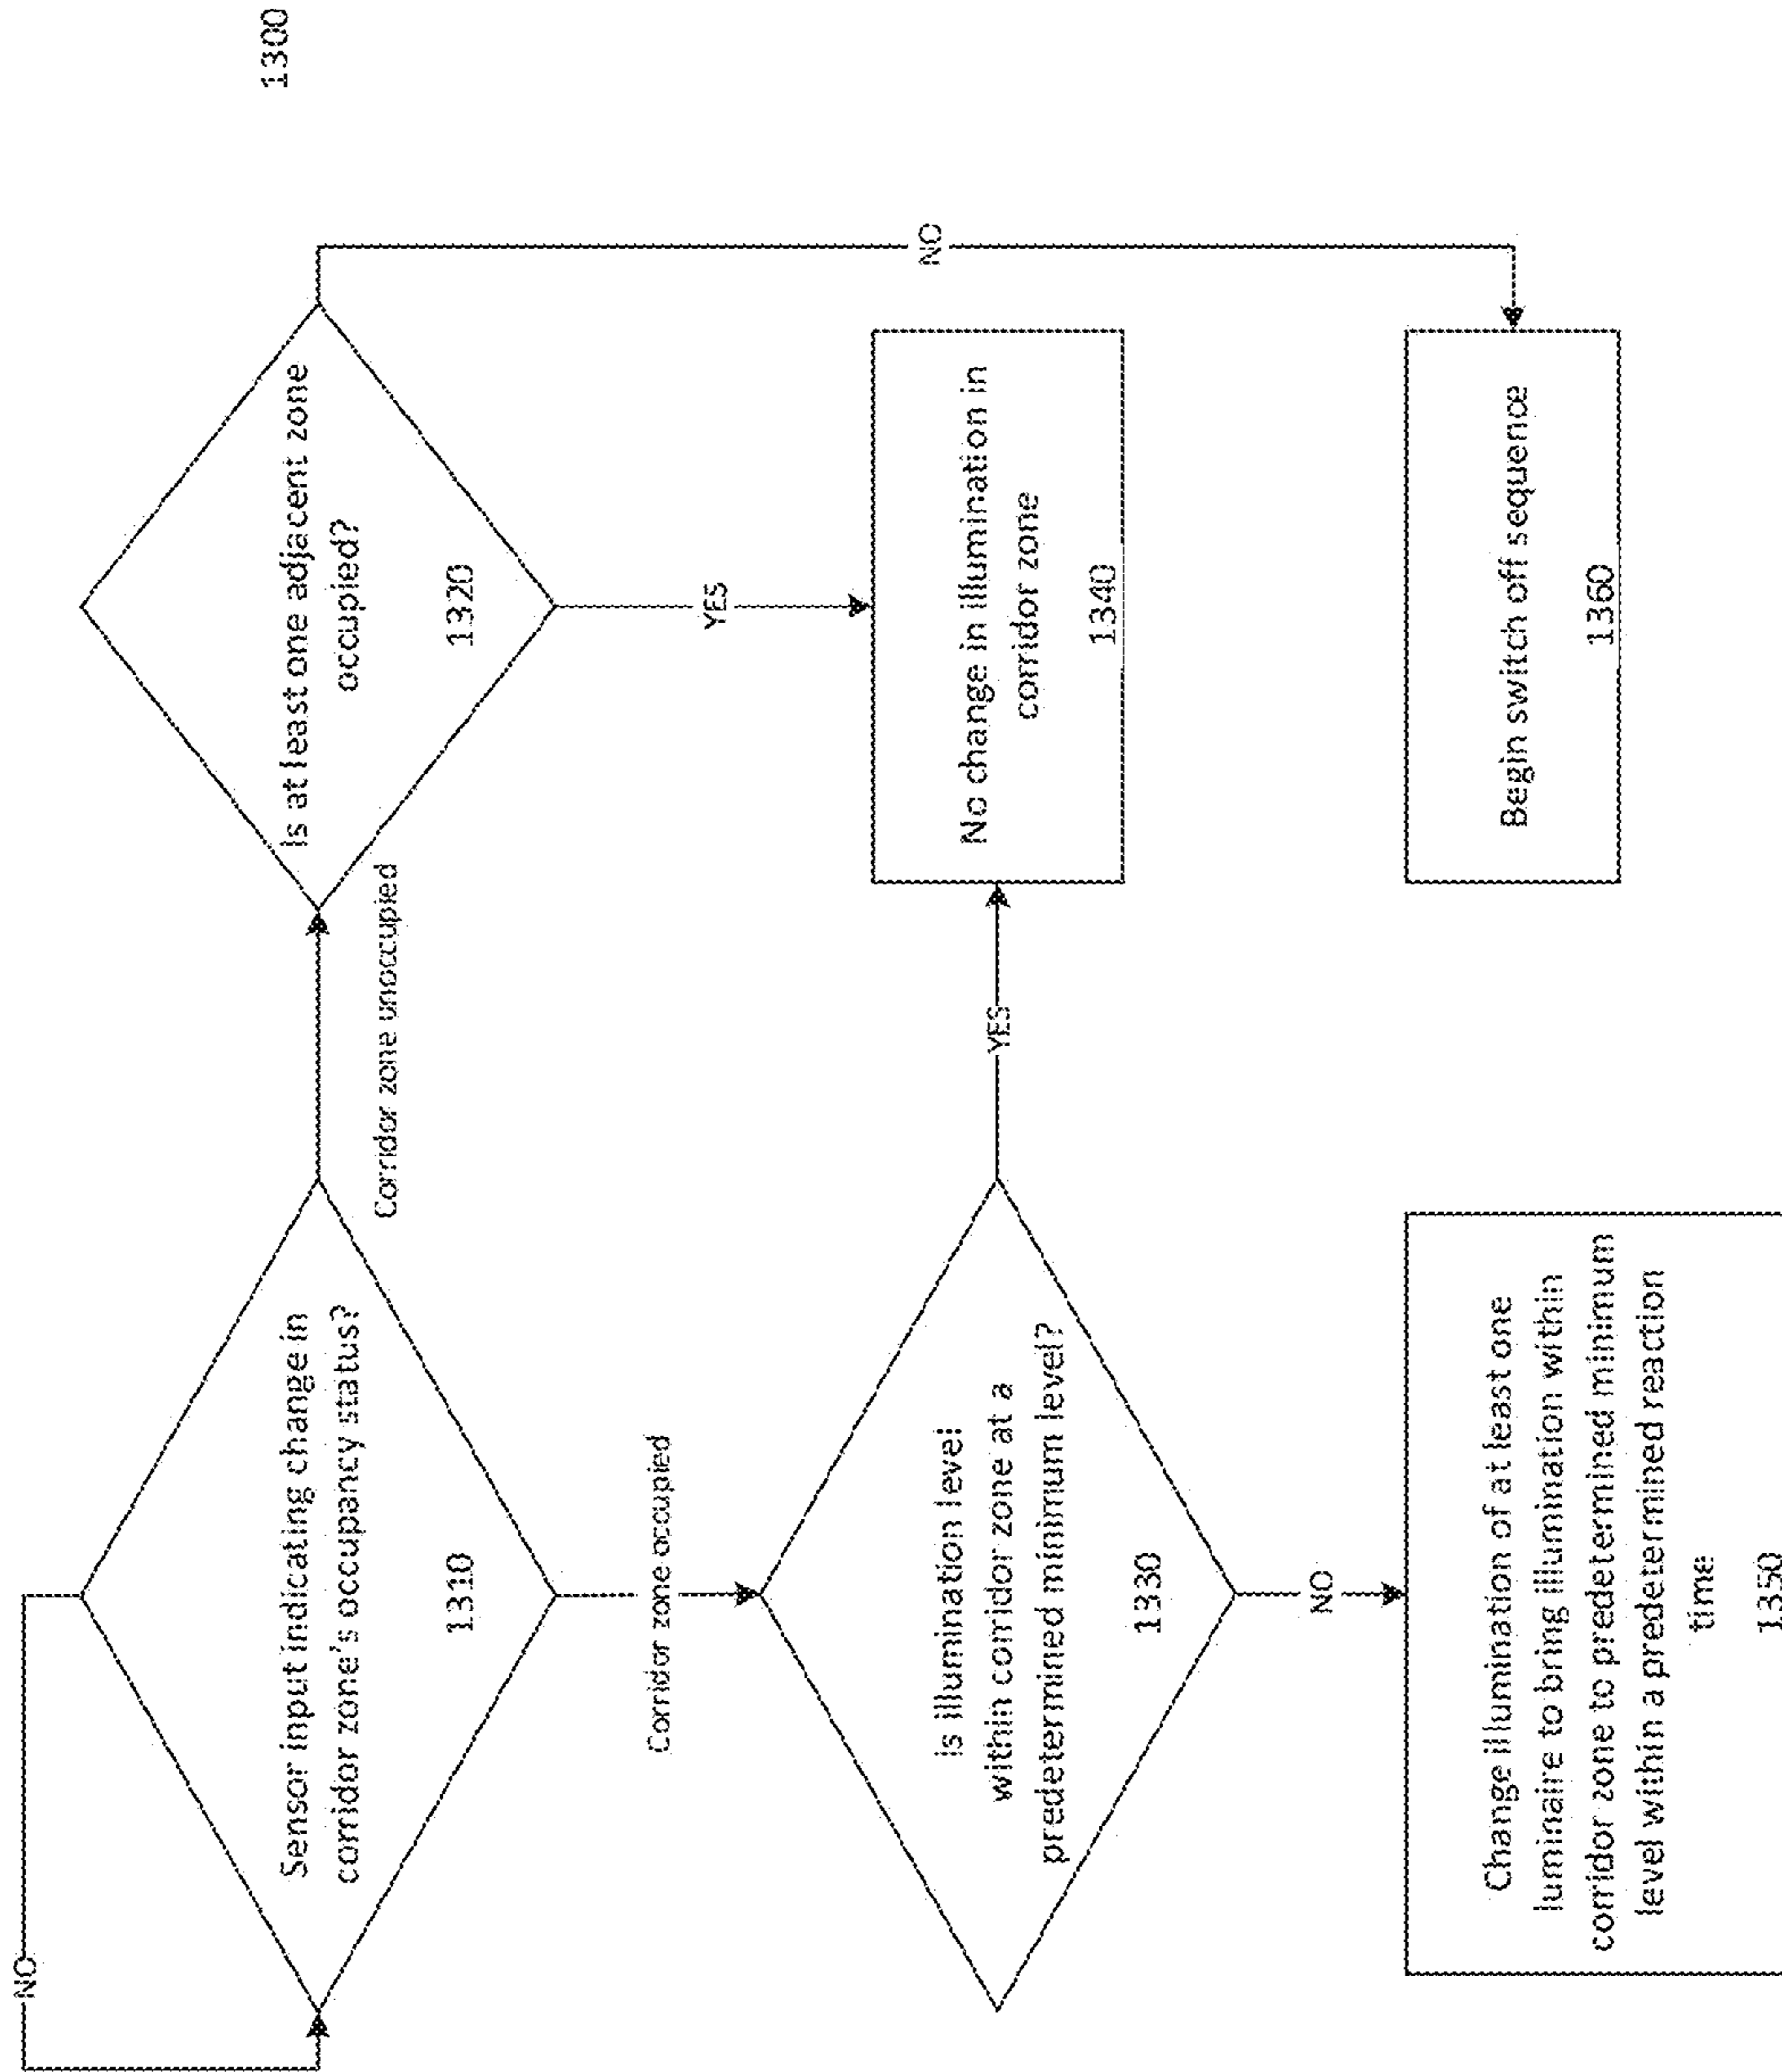 1300
NO
Sensor input indicating change in
corridor zone's occupancy status?
1310
Corridor zone unoccupied
Is at least one adjacent zone
occupied?
1320
Corridor zone occupied
YES
NO
Is illumination level
within corridor zone at a
predetermined minimum level?
1330
YES
No change in illumination in
corridor zone
1340
NO
Change illumination of at least one
luminaire to bring illumination within
corridor zone to predetermined minimum
level within a predetermined reaction
time
1350
Begin switch off sequence
1360